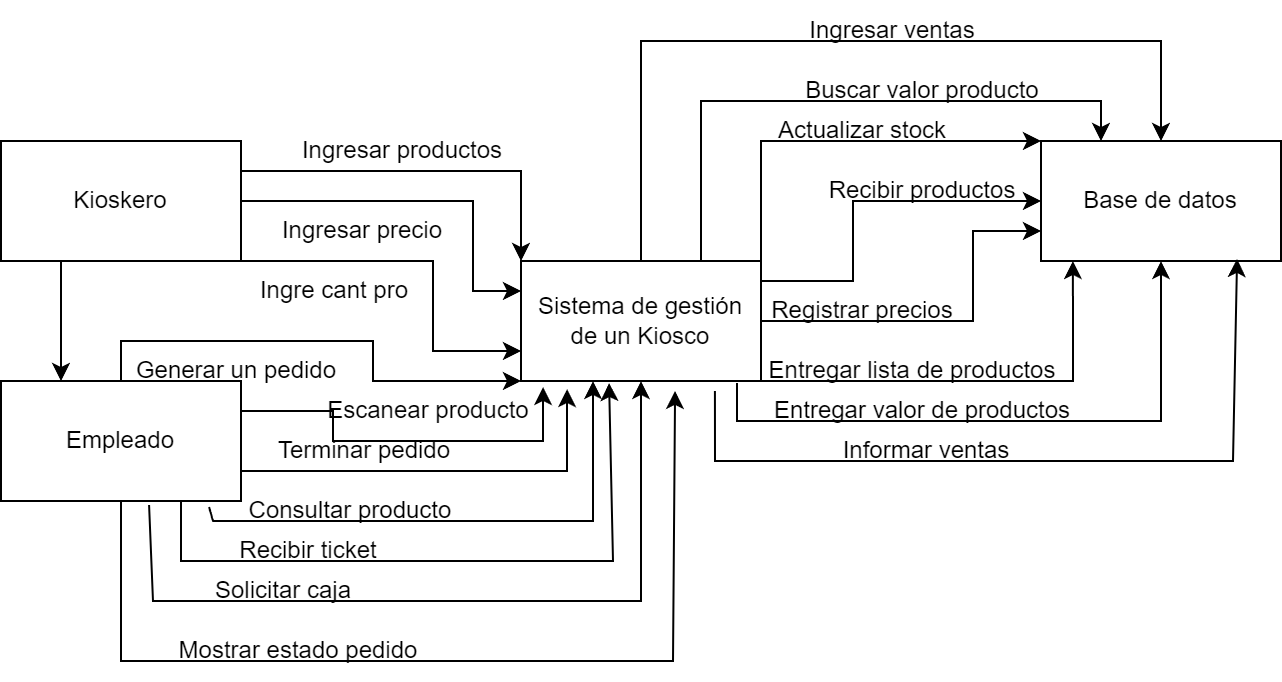 Ingresar ventas
Buscar valor producto
Actualizar stock
Ingresar productos
Recibir productos
Kioskero
Base de datos
Ingresar precio
Ingre cant pro
Sistema de gestión
de un Kiosco
Registrar precios
Generar un pedido
Entregar lista de productos
Escanear producto
Entregar valor de productos
Empleado
Terminar pedido
Informar ventas
Consultar producto
Recibir ticket
Solicitar caja
Mostrar estado pedido